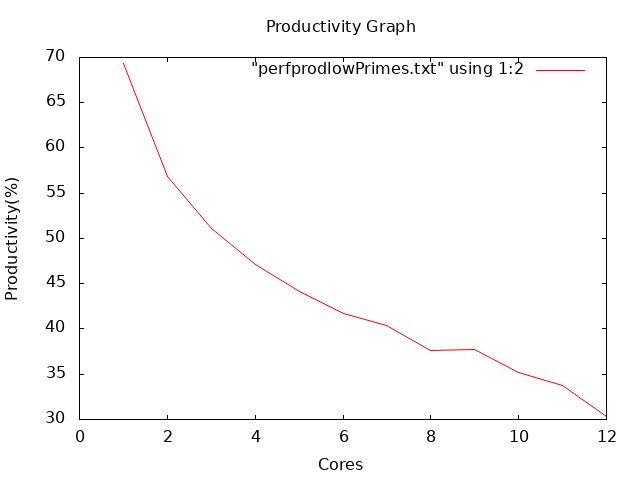 Productivity Graph
"perfprodlowPrimes.txt" using 1:2
70
65
60
55
50
45
40
35
30
Productivity(%)
0 2 4 6 8 10 12
Cores